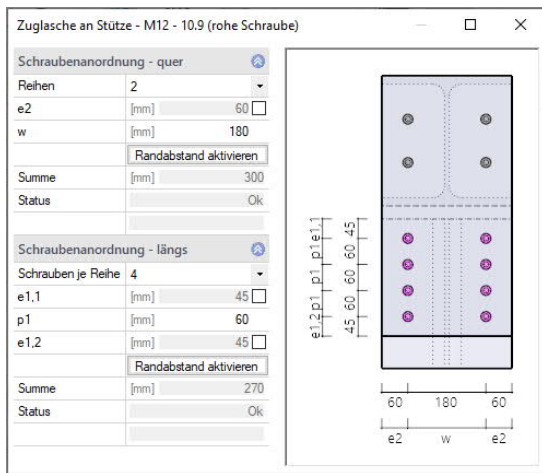 Zuglasche an Stütze - M12 - 10.9 (rohe Schraube)
Schraubenanordnung - quer
Reihen 2
e2 [mm] 60
w [mm] 180
Randabstand aktivieren
Summe [mm] 300
Status Ok
Schraubenanordnung - längs
Schrauben je Reihe 4
e1,1 [mm] 45
p1 [mm] 60
e1,2 [mm] 45
Randabstand aktivieren
Summe [mm] 270
Status Ok
e1,1 45
p1 60
p1 60
p1 60
e1,2 45
60 180 60
e2 w e2